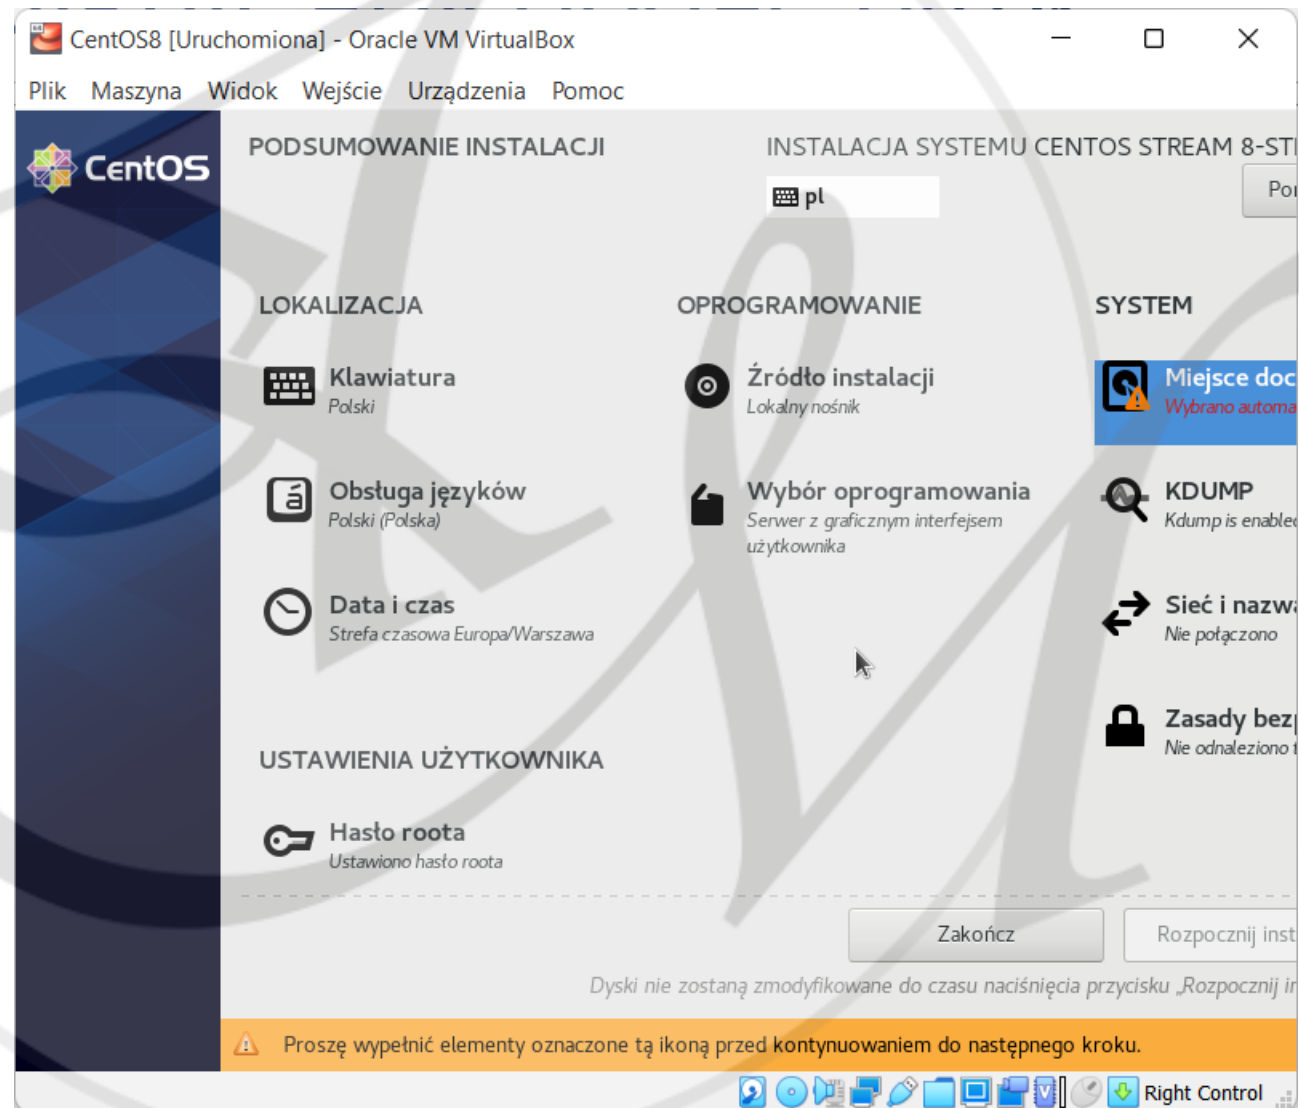 CentOS8 [Uruchomiona] - Oracle VM VirtualBox
Plik Maszyna Widok Wejście Urządzenia Pomoc
CentOS
PODSUMOWANIE INSTALACJI
INSTALACJA SYSTEMU CENTOS STREAM 8-ST
pl
LOKALIZACJA
Klawiatura
Polski
Obsługa języków
Polski (Polska)
Data i czas
Strefa czasowa Europa/Warszawa
USTAWIENIA UŻYTKOWNIKA
Hasło roota
Ustawiono hasło roota
OPROGRAMOWANIE
Źródło instalacji
Lokalny nośnik
Wybór oprogramowania
Serwer z graficznym interfejsem
użytkownika
SYSTEM
Miejsce doc
Wybrano automa
KDUMP
Kdump is enabled
Sieć i nazwa
Nie połączono
Zasady bez
Nie odnaleziono
Zakończ
Rozpocznij inst
Dyski nie zostaną zmodyfikowane do czasu naciśnięcia przycisku „Rozpocznij in
Proszę wypełnić elementy oznaczone tą ikoną przed kontynuowaniem do następnego kroku.
Right Control